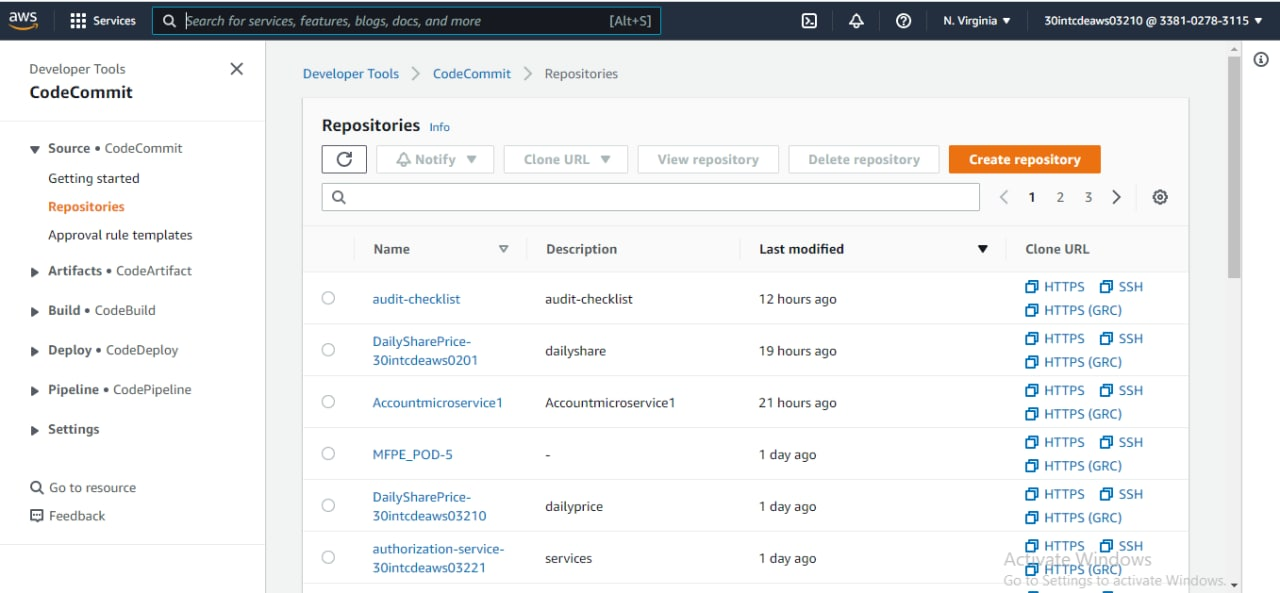 aws Services Search for services, features, blogs, docs, and more [Alt+S] N. Virginia 30intcdeaws03210 @ 3381-0278-3115
Developer Tools
CodeCommit
Source • CodeCommit
Getting started
Repositories
Approval rule templates
Artifacts • CodeArtifact
Build • CodeBuild
Deploy • CodeDeploy
Pipeline • CodePipeline
Settings
Go to resource
Feedback
Developer Tools CodeCommit Repositories
Repositories Info
Notify Clone URL View repository Delete repository Create repository
1 2 3
Name Description Last modified Clone URL
audit-checklist audit-checklist 12 hours ago HTTPS SSH
HTTPS (GRC)
DailySharePrice-
30intcdeaws0201 dailyshare 19 hours ago HTTPS SSH
HTTPS (GRC)
Accountmicroservice1 Accountmicroservice1 21 hours ago HTTPS SSH
HTTPS (GRC)
MFPE_POD-5 - 1 day ago HTTPS SSH
HTTPS (GRC)
DailySharePrice-
30intcdeaws03210 dailyprice 1 day ago HTTPS SSH
HTTPS (GRC)
authorization-service-
30intcdeaws03221 services 1 day ago HTTPS SSH
HTTPS (GRC)
Activate Windows
Go to Settings to activate Windows.